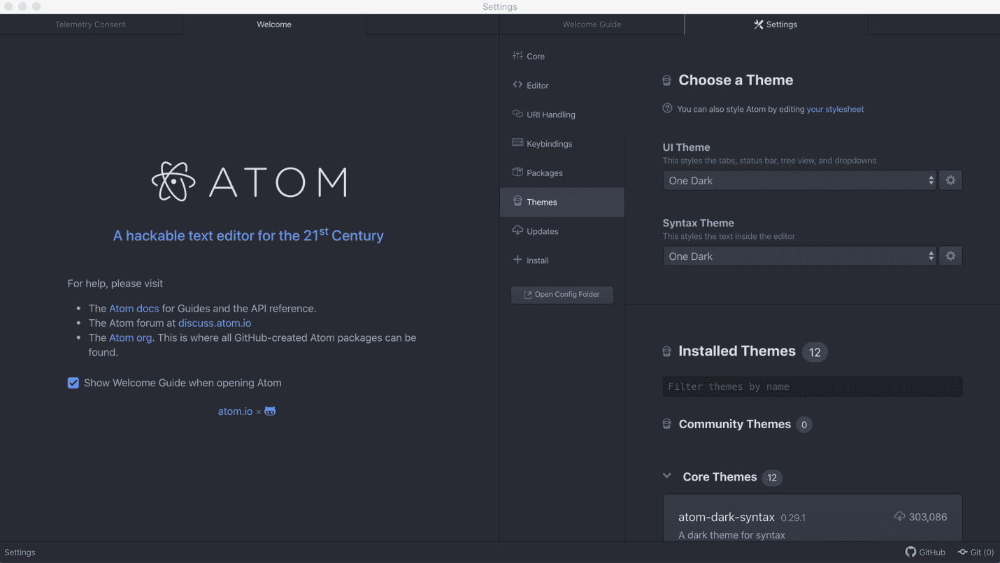 Settings
Telemetry Consent
Welcome
Welcome Guide
Settings
ATOM
A hackable text editor for the 21st Century
For help, please visit
• The Atom docs for Guides and the API reference.
• The Atom forum at discuss.atom.io
• The Atom org. This is where all GitHub-created Atom packages can be
found.
Show Welcome Guide when opening Atom
atom.io ×
Core
Editor
URI Handling
Keybindings
Packages
Themes
Updates
Install
Open Config Folder
Choose a Theme
You can also style Atom by editing your stylesheet
UI Theme
This styles the tabs, status bar, tree view, and dropdowns
One Dark
Syntax Theme
This styles the text inside the editor
One Dark
Installed Themes 12
Filter themes by name
Community Themes 0
Core Themes 12
atom-dark-syntax 0.29.1 303,086
A dark theme for syntax
Settings
GitHub
Git (0)